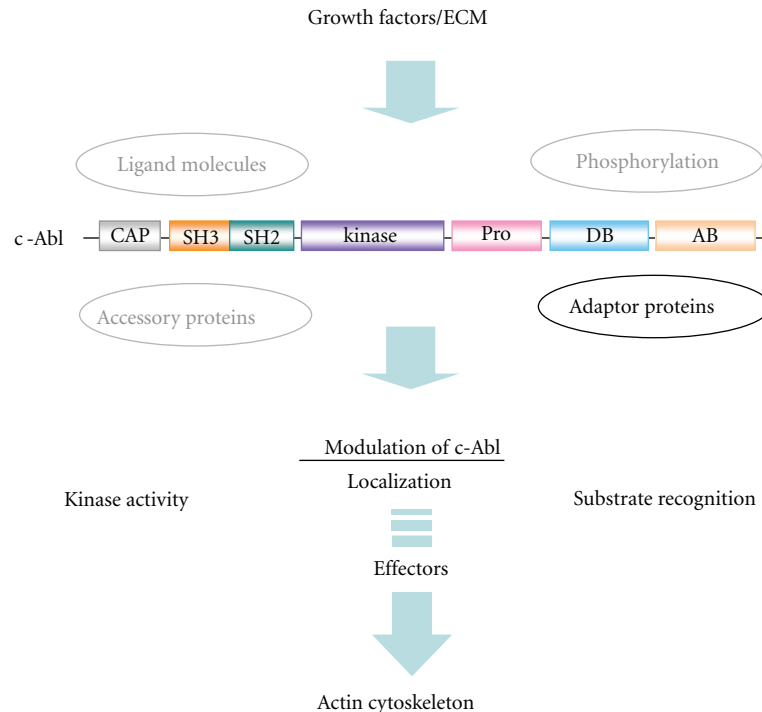 Growth factors/ECM
Ligand molecules
Phosphorylation
c -Abl
CAP
SH3
SH2
kinase
Pro
DB
AB
Accessory proteins
Adaptor proteins
Modulation of c-Abl
Localization
Kinase activity
Substrate recognition
Effectors
Actin cytoskeleton